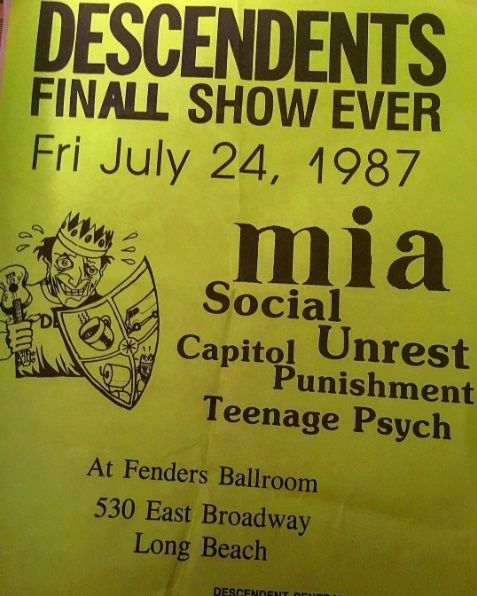 DESCENDENTS
FINALL SHOW EVER
Fri July 24, 1987
mia
Social
Unrest
Capitol
Punishment
Teenage Psych
At Fenders Ballroom
530 East Broadway
Long Beach
DESCENDENT